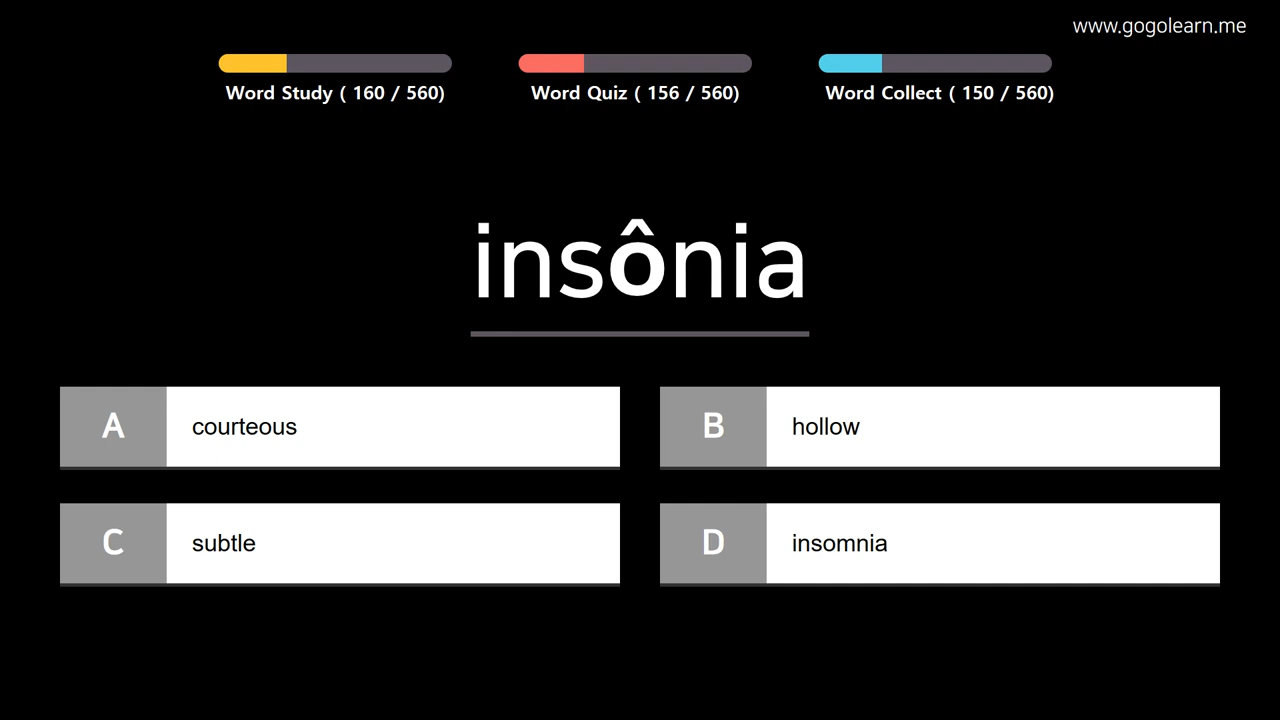 www.gogolearn.me
Word Study ( 160 / 560)
Word Quiz ( 156 / 560)
Word Collect ( 150 / 560)
insônia
A courteous
B hollow
C subtle
D insomnia